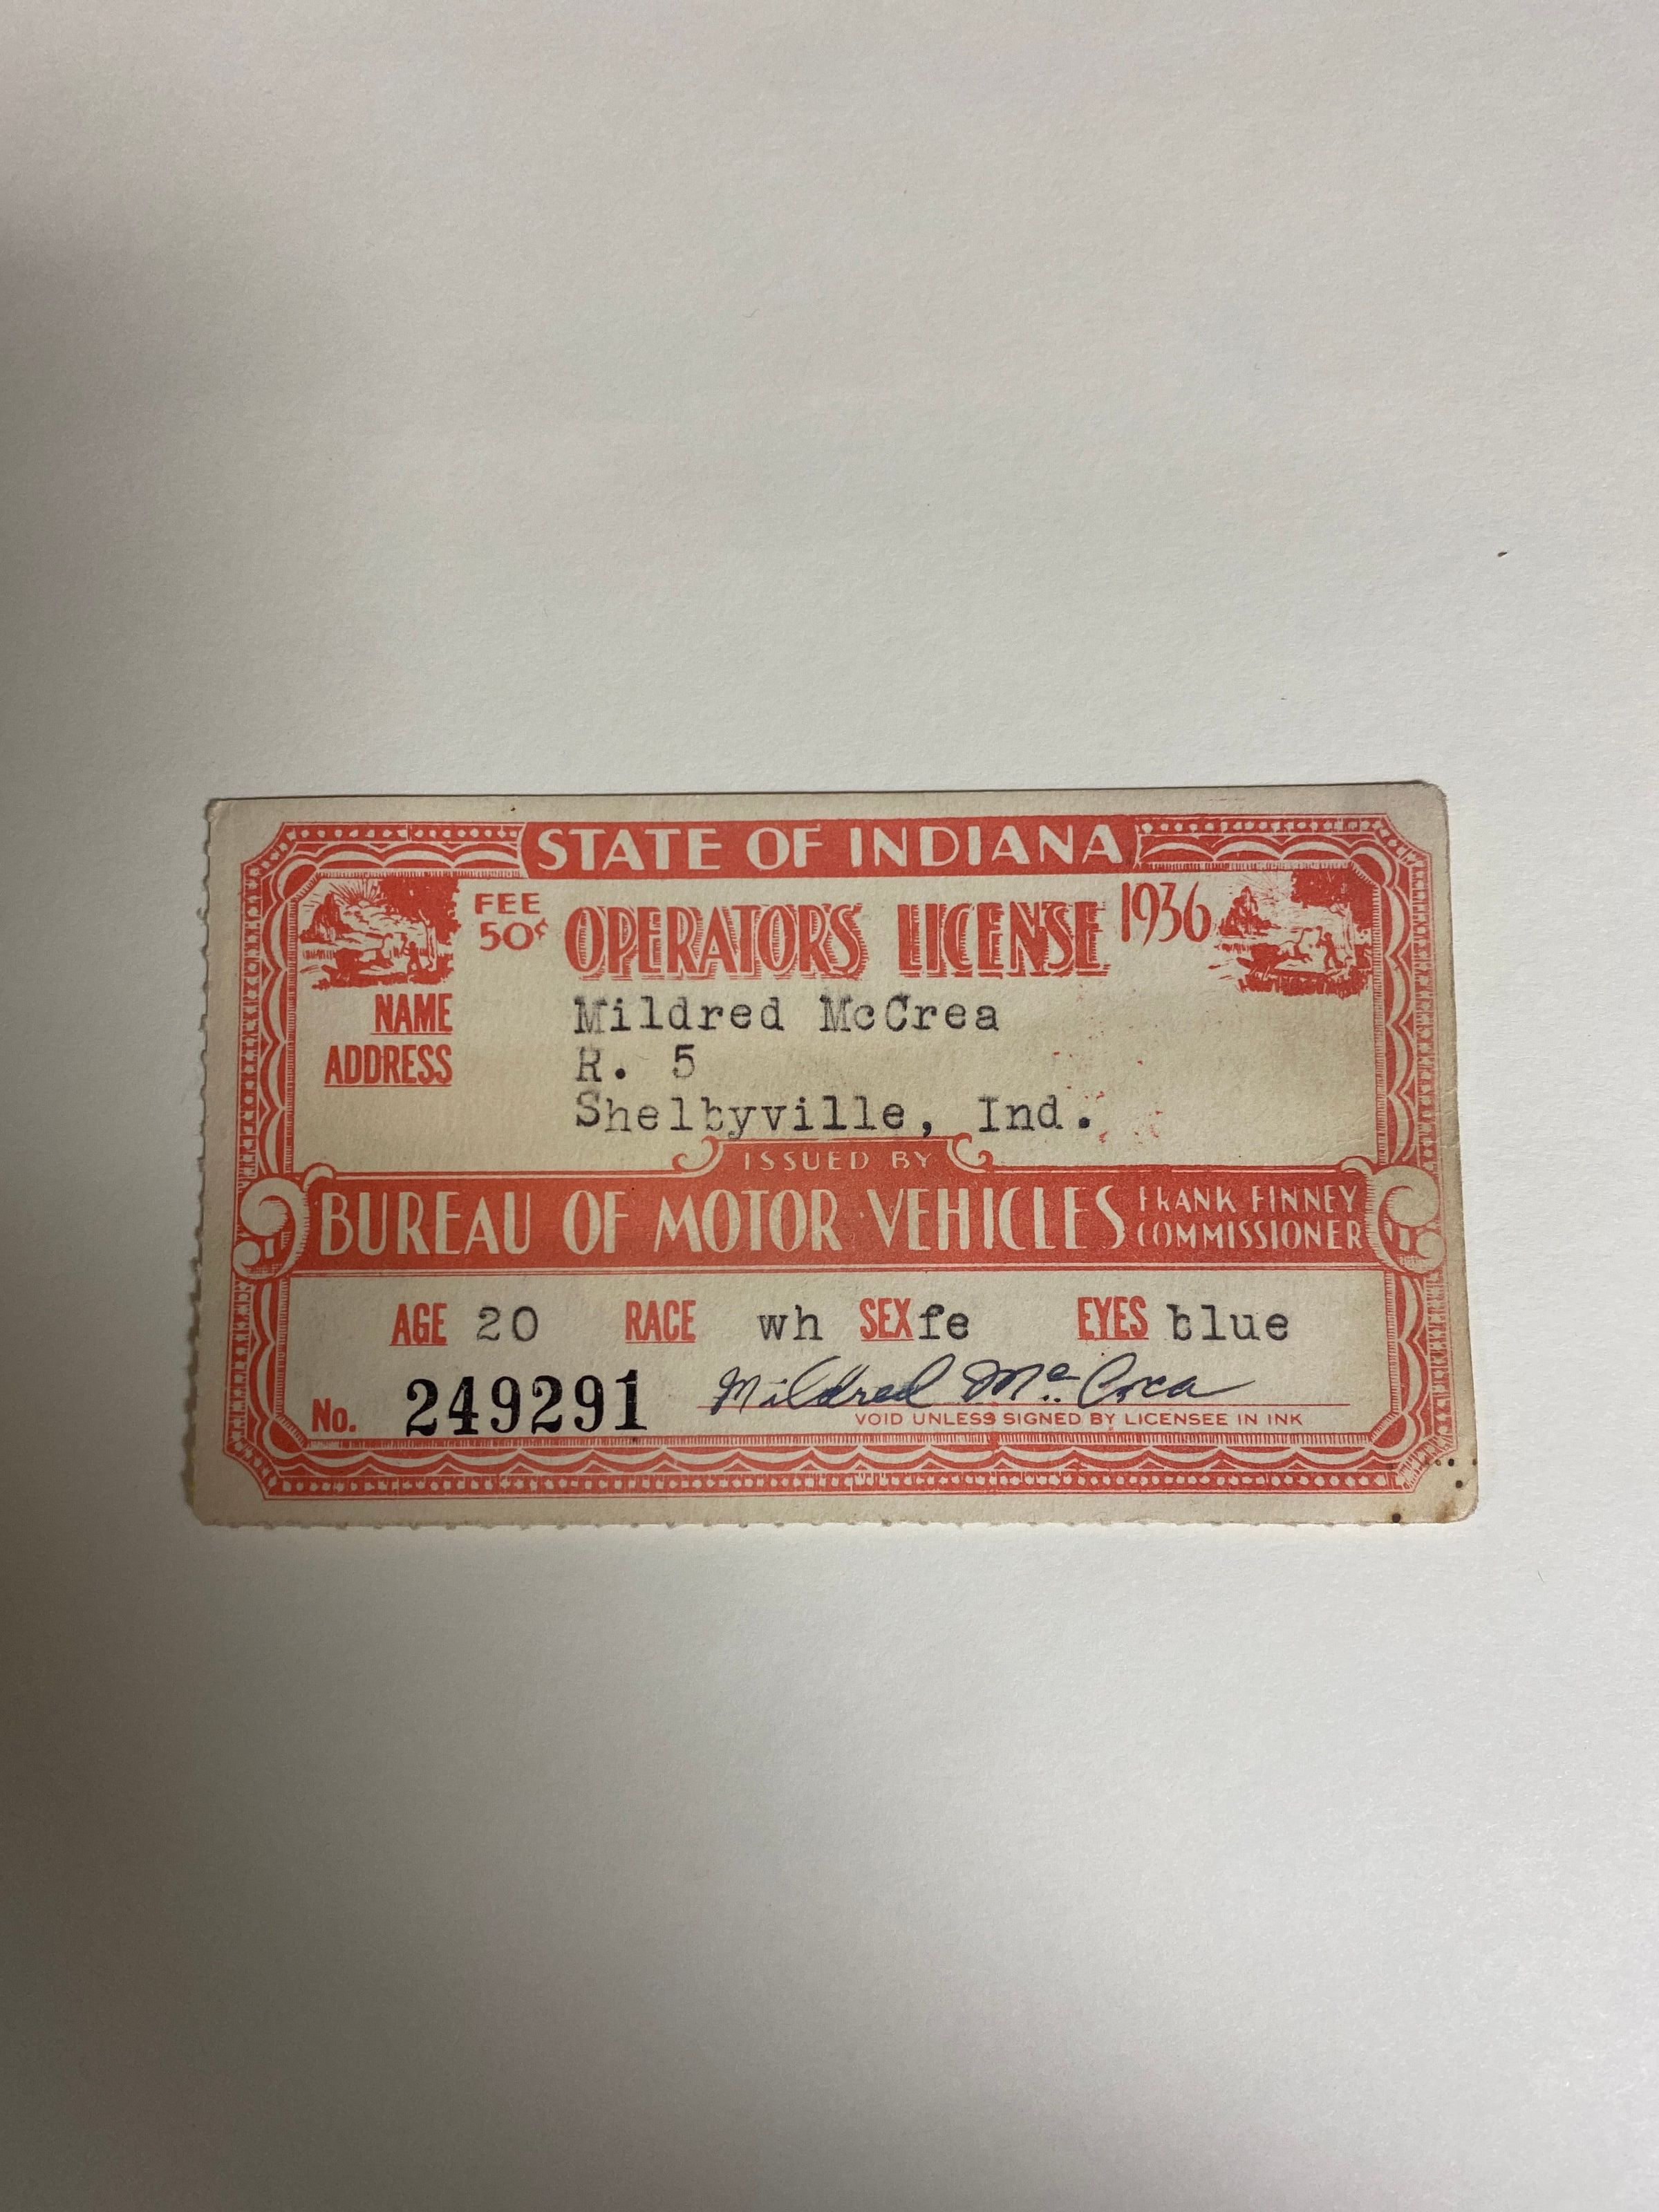 STATE OF INDIANA
FEE
50¢
OPERATOR'S LICENSE 1936
NAME Mildred McCrea
ADDRESS R. 5
Shelbyville, Ind.
ISSUED BY
BUREAU OF MOTOR VEHICLES FRANK FINNEY
COMMISSIONER
AGE 20 RACE wh SEX fe EYES blue
No. 249291 Mildred McCrea
VOID UNLESS SIGNED BY LICENSEE IN INK